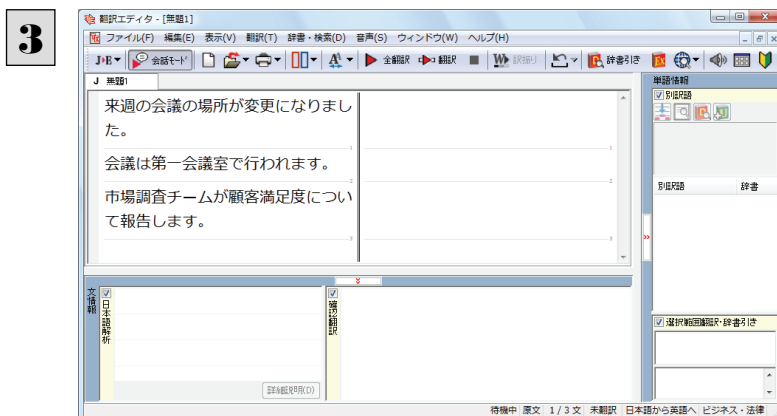 3
翻訳エディタ - [無題1]
ファイル(F) 編集(E) 表示(V) 翻訳(T) 辞書・検索(D) 音声(S) ウィンドウ(W) ヘルプ(H)
J▸E 会話モード 全翻訳 翻訳 訳振り 辞書引き
J 無題1
来週の会議の場所が変更になりまし
た。
1 1
会議は第一会議室で行われます。
2 2
市場調査チームが顧客満足度につい
て報告します。
3 3
単語情報
別訳語
別訳語 辞書
文情報
日本語解析
確認翻訳
詳細訳説明(D)
選択範囲翻訳・辞書引き
待機中 原文 1 / 3 文 未翻訳 日本語から英語へ ビジネス・法律